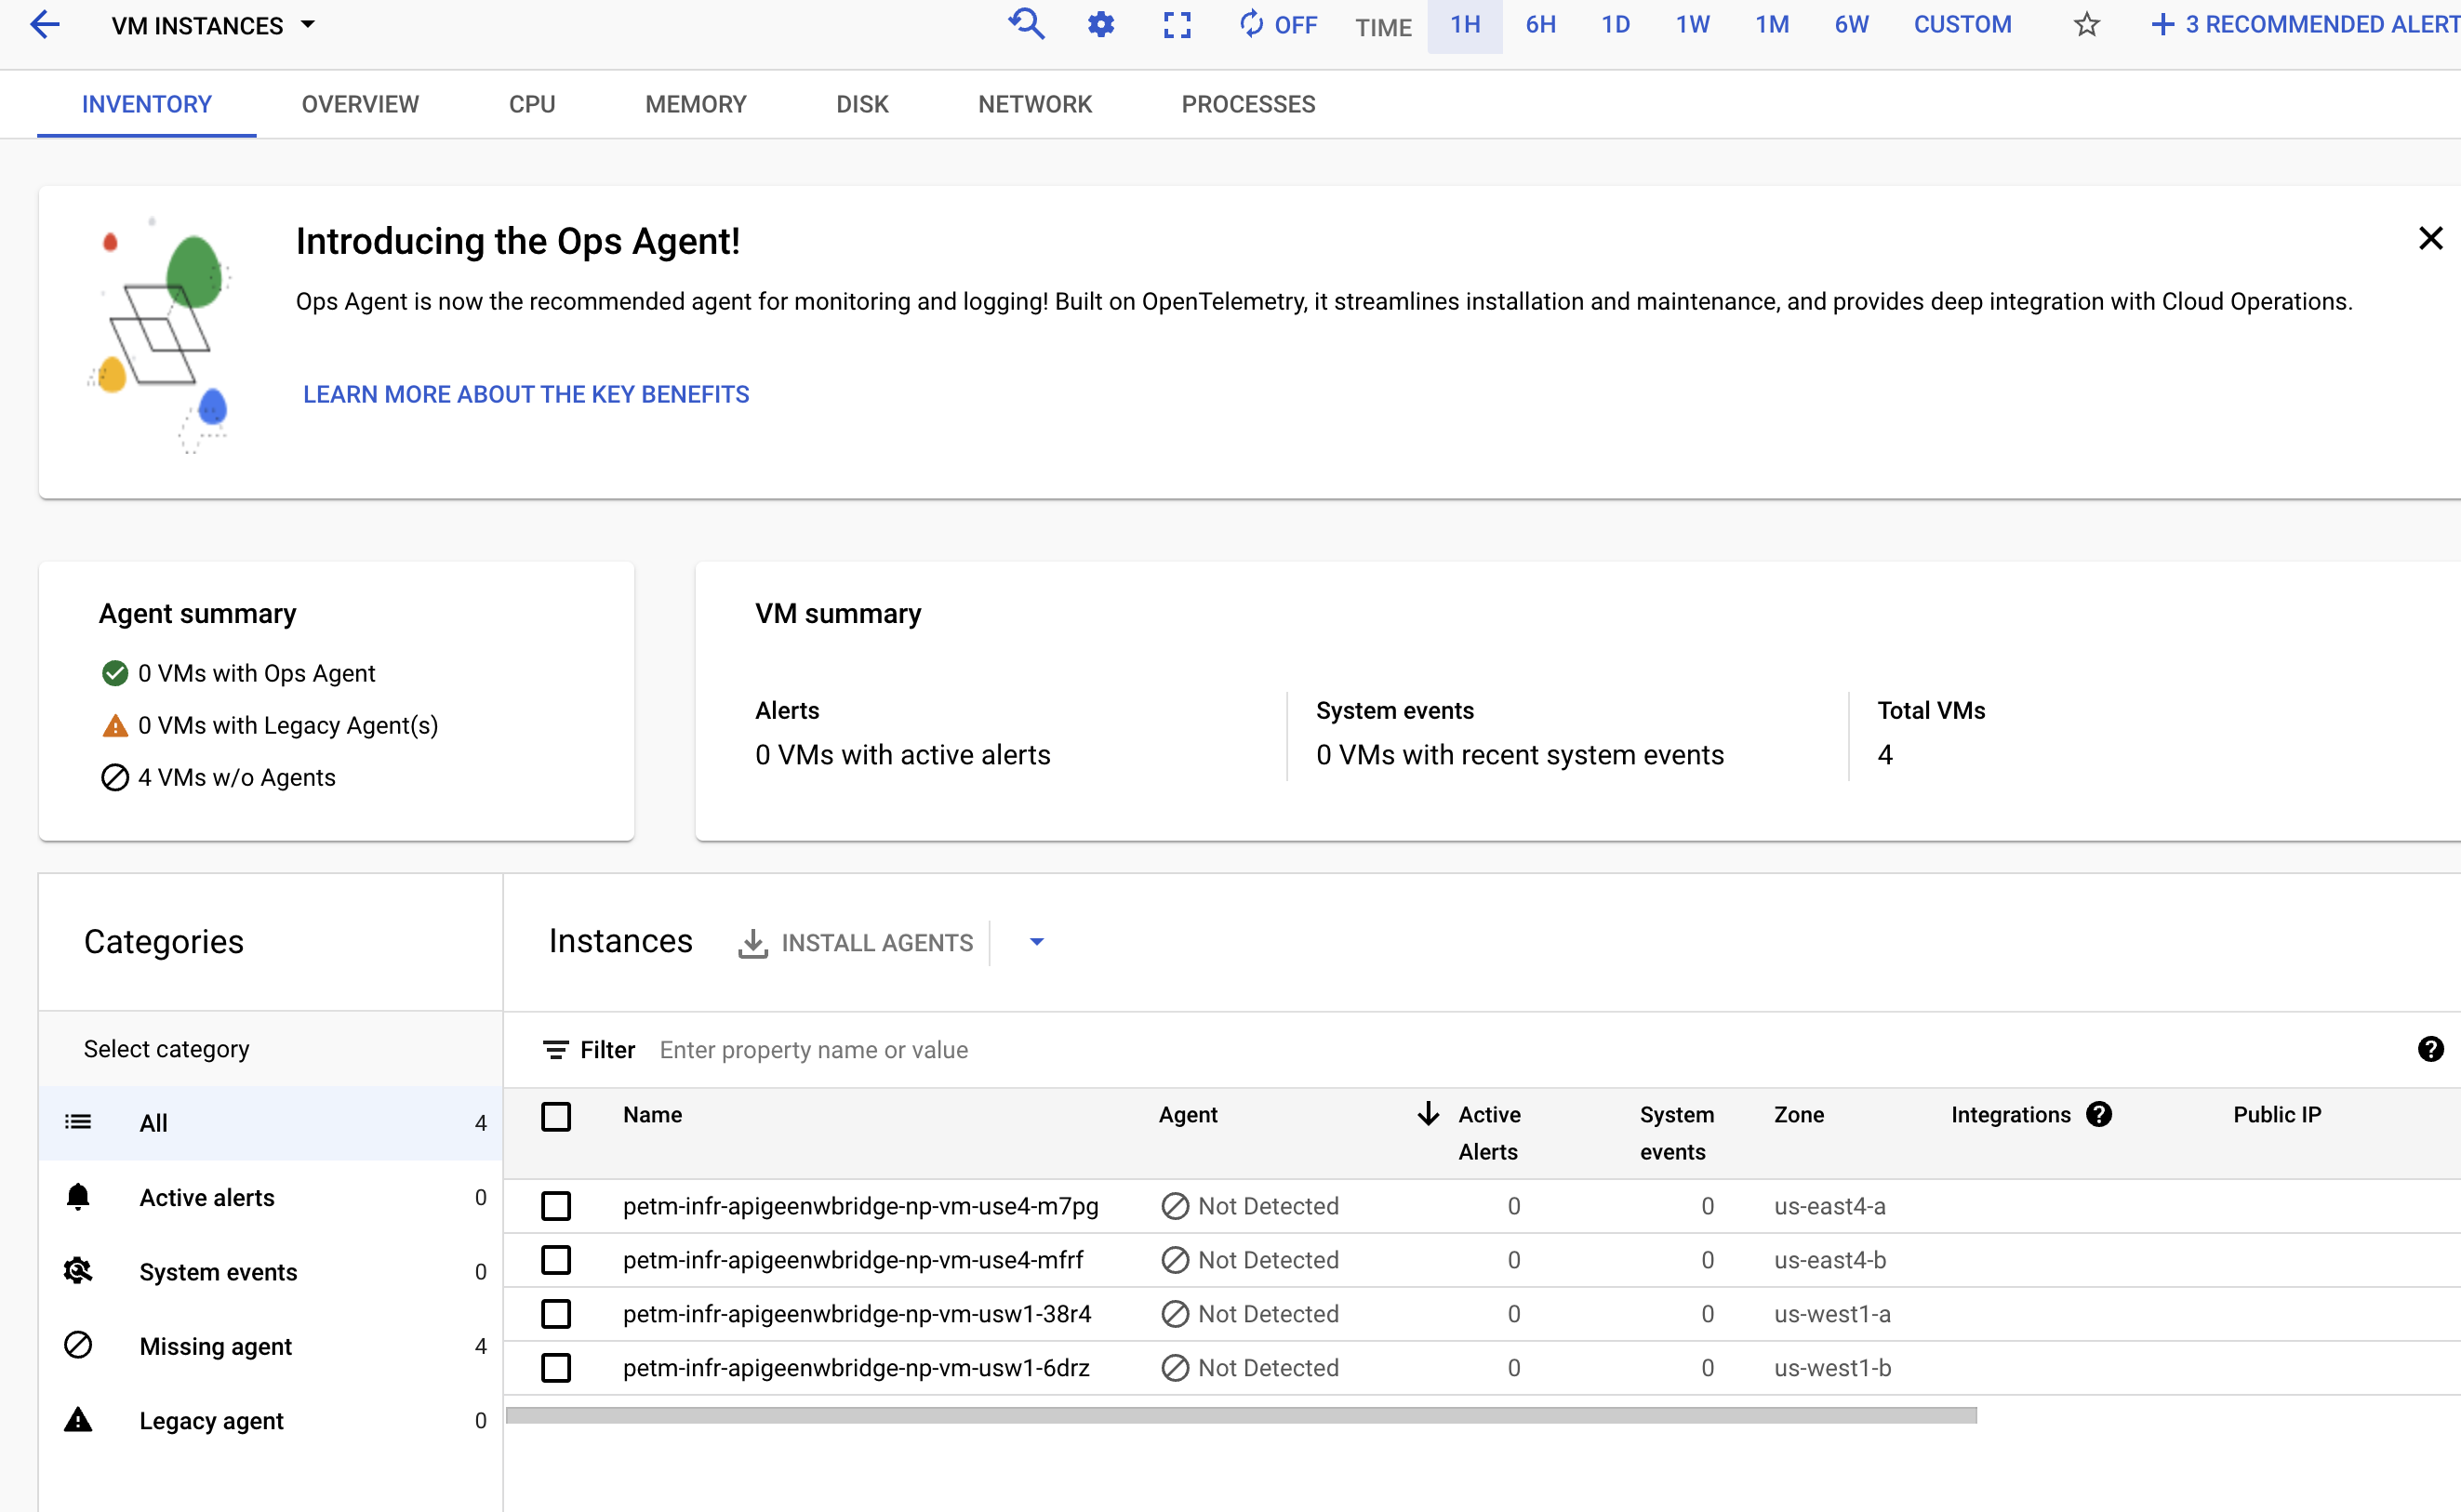 VM INSTANCES
OFF TIME 1H 6H 1D 1W 1M 6W CUSTOM 3 RECOMMENDED ALERT
INVENTORY OVERVIEW CPU MEMORY DISK NETWORK PROCESSES
Introducing the Ops Agent!
Ops Agent is now the recommended agent for monitoring and logging! Built on OpenTelemetry, it streamlines installation and maintenance, and provides deep integration with Cloud Operations.
LEARN MORE ABOUT THE KEY BENEFITS
Agent summary
0 VMs with Ops Agent
0 VMs with Legacy Agent(s)
4 VMs w/o Agents
VM summary
Alerts
0 VMs with active alerts
System events
0 VMs with recent system events
Total VMs
4
Categories
Select category
All 4
Active alerts 0
System events 0
Missing agent 4
Legacy agent 0
Instances INSTALL AGENTS
Filter Enter property name or value
Name Agent Active Alerts System events Zone Integrations Public IP
petm-infr-apigeenwbridge-np-vm-use4-m7pg Not Detected 0 0 us-east4-a
petm-infr-apigeenwbridge-np-vm-use4-mfrf Not Detected 0 0 us-east4-b
petm-infr-apigeenwbridge-np-vm-usw1-38r4 Not Detected 0 0 us-west1-a
petm-infr-apigeenwbridge-np-vm-usw1-6drz Not Detected 0 0 us-west1-b